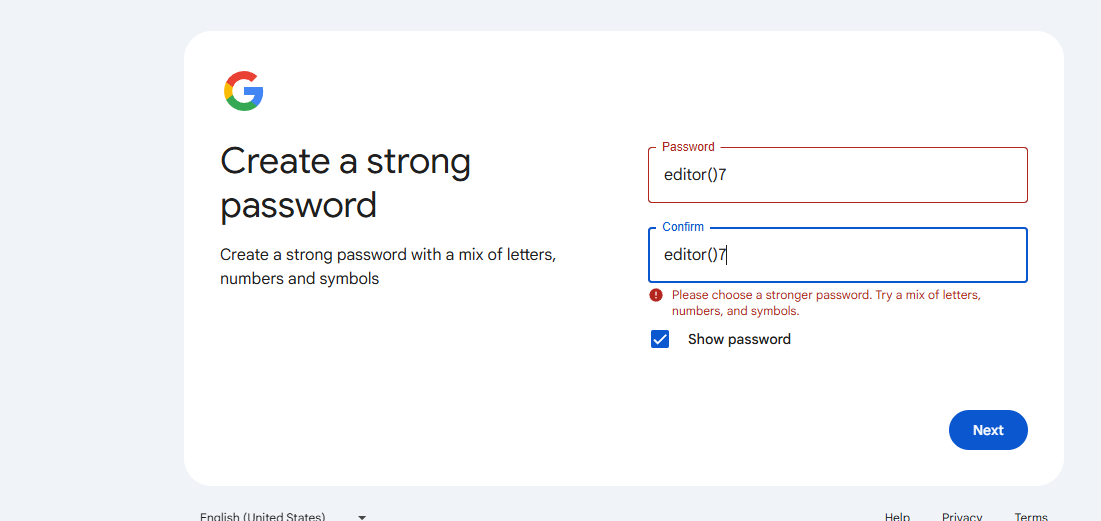 Create a strong
password
Create a strong password with a mix of letters,
numbers and symbols
Password
editor()7
Confirm
editor()7
Please choose a stronger password. Try a mix of letters,
numbers, and symbols.
Show password
Next
English (United States)
Help Privacy Terms